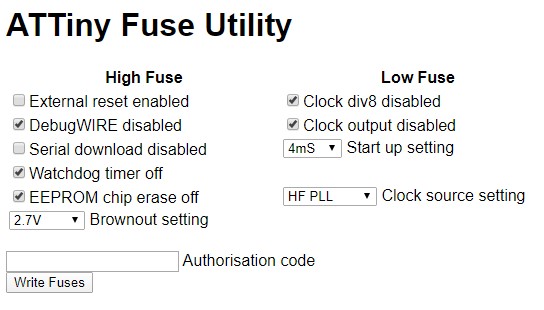 ATTiny Fuse Utility
High Fuse
External reset enabled
DebugWIRE disabled
Serial download disabled
Watchdog timer off
EEPROM chip erase off
2.7V Brownout setting
Low Fuse
Clock div8 disabled
Clock output disabled
4mS Start up setting
HF PLL Clock source setting
Authorisation code
Write Fuses